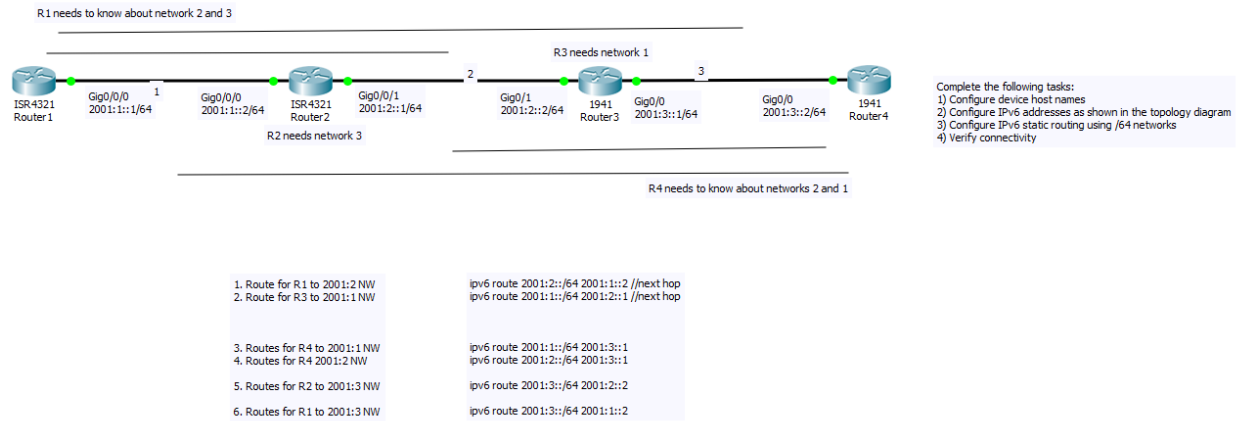 R1 needs to know about network 2 and 3
R3 needs network 1
1
2
3
ISR4321
Router1
Gig0/0/0
2001:1::1/64
Gig0/0/0
2001:1::2/64
ISR4321
Router2
Gig0/0/1
2001:2::1/64
Gig0/1
2001:2::2/64
1941
Router3
Gig0/0
2001:3::1/64
Gig0/0
2001:3::2/64
1941
Router4
R2 needs network 3
R4 needs to know about networks 2 and 1
Complete the following tasks:
1) Configure device host names
2) Configure IPv6 addresses as shown in the topology diagram
3) Configure IPv6 static routing using /64 networks
4) Verify connectivity
1. Route for R1 to 2001:2 NW
2. Route for R3 to 2001:1 NW
3. Routes for R4 to 2001:1 NW
4. Routes for R4 2001:2 NW
5. Routes for R2 to 2001:3 NW
6. Routes for R1 to 2001:3 NW
ipv6 route 2001:2::/64 2001:1::2 //next hop
ipv6 route 2001:1::/64 2001:2::1 //next hop
ipv6 route 2001:1::/64 2001:3::1
ipv6 route 2001:2::/64 2001:3::1
ipv6 route 2001:3::/64 2001:2::2
ipv6 route 2001:3::/64 2001:1::2